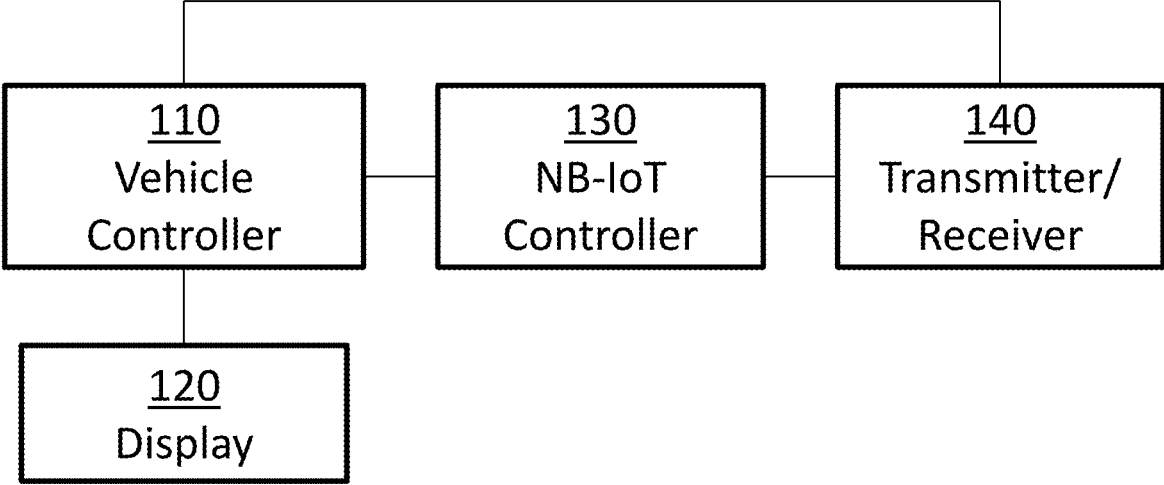 110
Vehicle
Controller
130
NB-IoT
Controller
140
Transmitter/
Receiver
120
Display